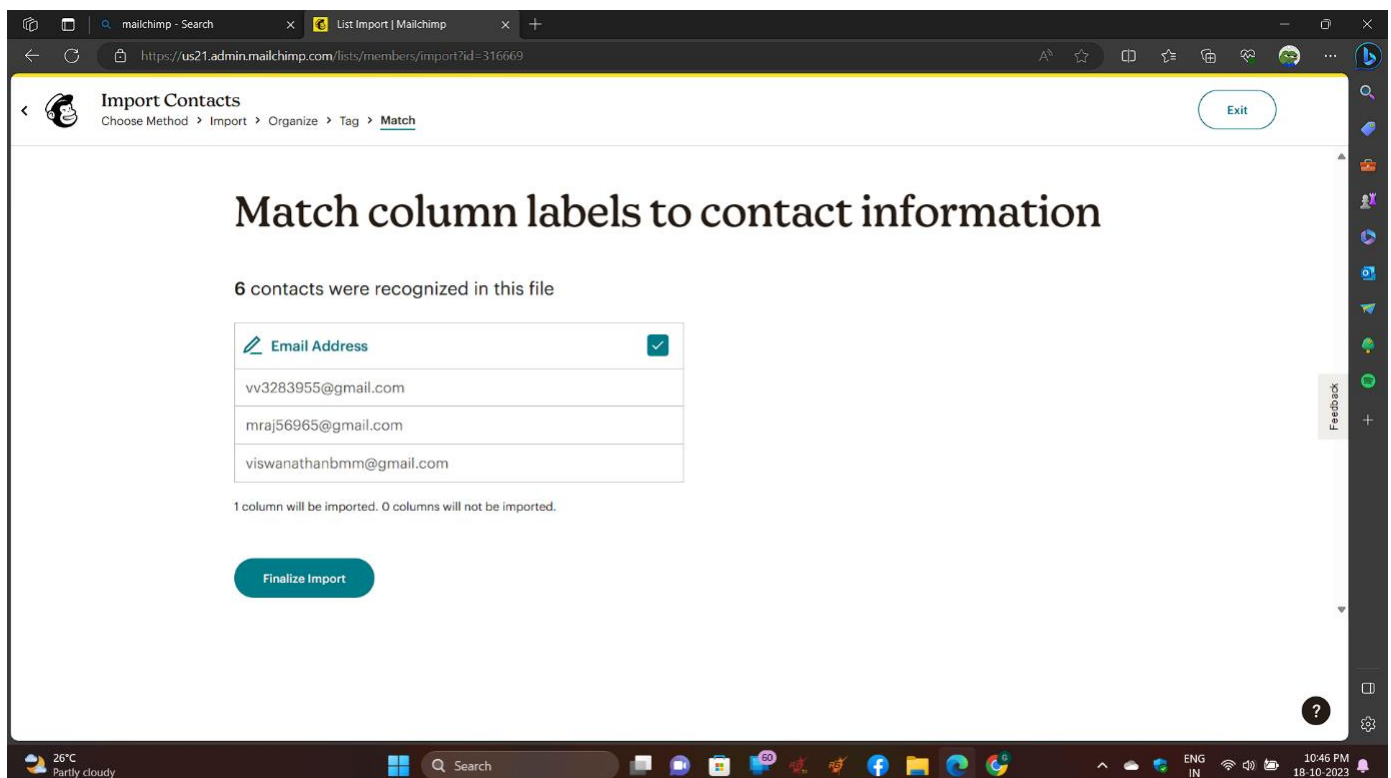 mailchimp - Search
List Import | Mailchimp
https://us21.admin.mailchimp.com/lists/members/import?id=316669
Import Contacts
Choose Method > Import > Organize > Tag > Match
Exit
Match column labels to contact information
6 contacts were recognized in this file
Email Address
vv3283955@gmail.com
mraj56965@gmail.com
viswanathanbmm@gmail.com
1 column will be imported. 0 columns will not be imported.
Finalize Import
Feedback
?
26°C
Partly cloudy
Search
60
ENG
IN
10:46 PM
18-10-2023